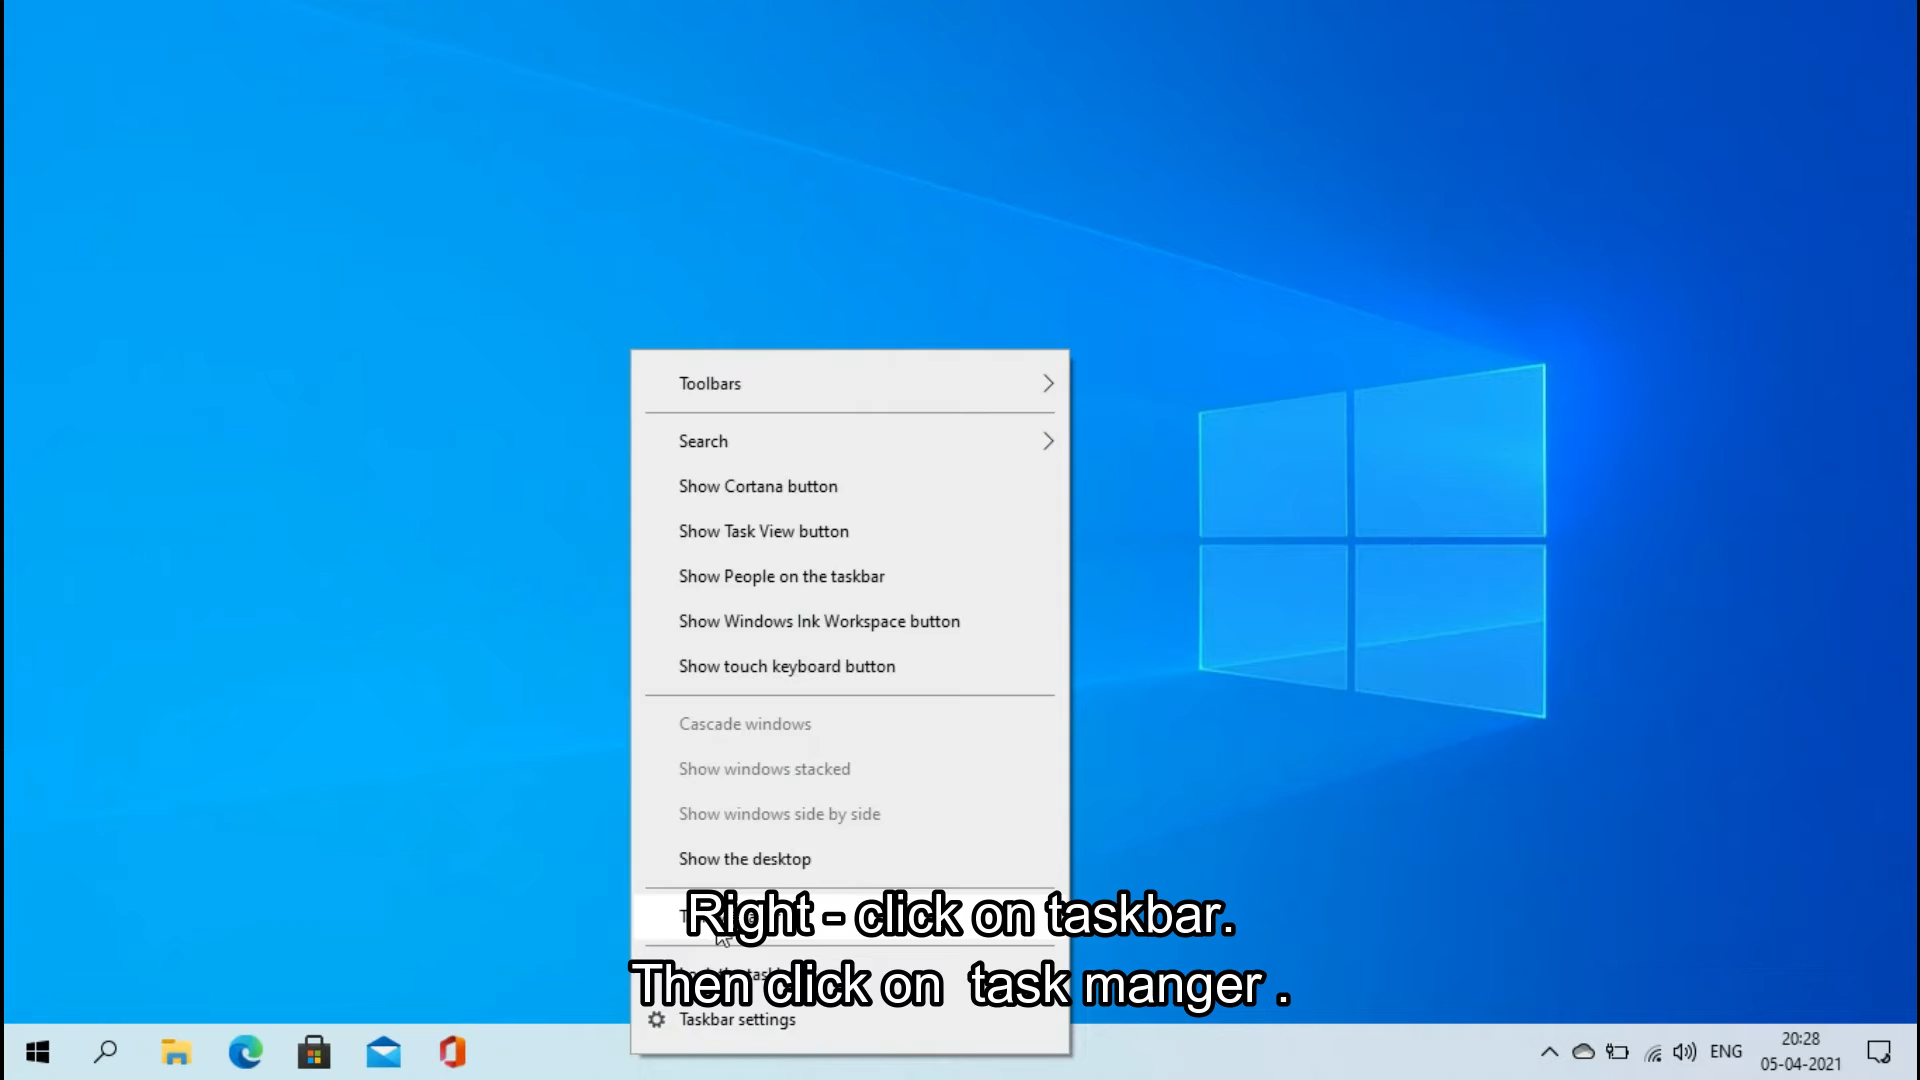 Toolbars
Search
Show Cortana button
Show Task View button
Show People on the taskbar
Show Windows Ink Workspace button
Show touch keyboard button
Cascade windows
Show windows stacked
Show windows side by side
Show the desktop
Right - click on taskbar.
Then click on task manger .
Taskbar settings
ENG
20:28
05-04-2021